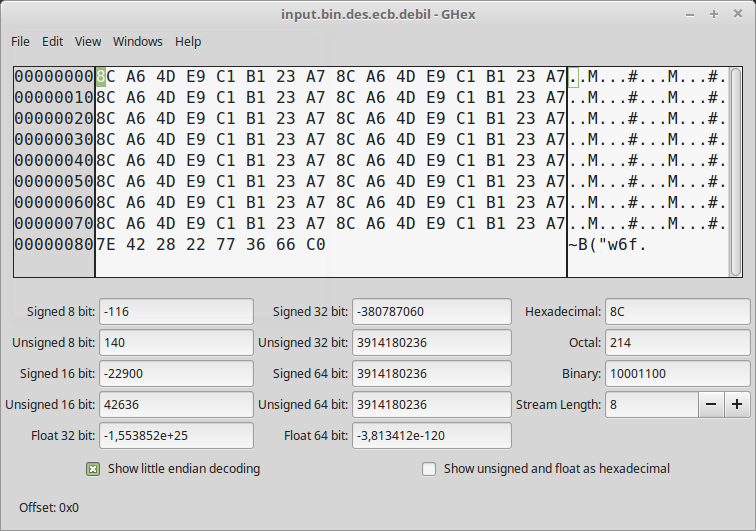 input.bin.des.ecb.debil - GHex
File Edit View Windows Help
00000000 8C A6 4D E9 C1 B1 23 A7 8C A6 4D E9 C1 B1 23 A7 ..M...#...M...#.
00000010 8C A6 4D E9 C1 B1 23 A7 8C A6 4D E9 C1 B1 23 A7 ..M...#...M...#.
00000020 8C A6 4D E9 C1 B1 23 A7 8C A6 4D E9 C1 B1 23 A7 ..M...#...M...#.
00000030 8C A6 4D E9 C1 B1 23 A7 8C A6 4D E9 C1 B1 23 A7 ..M...#...M...#.
00000040 8C A6 4D E9 C1 B1 23 A7 8C A6 4D E9 C1 B1 23 A7 ..M...#...M...#.
00000050 8C A6 4D E9 C1 B1 23 A7 8C A6 4D E9 C1 B1 23 A7 ..M...#...M...#.
00000060 8C A6 4D E9 C1 B1 23 A7 8C A6 4D E9 C1 B1 23 A7 ..M...#...M...#.
00000070 8C A6 4D E9 C1 B1 23 A7 8C A6 4D E9 C1 B1 23 A7 ..M...#...M...#.
00000080 7E 42 28 22 77 36 66 C0 ~B("w6f.
Signed 8 bit: -116 Signed 32 bit: -380787060 Hexadecimal: 8C
Unsigned 8 bit: 140 Unsigned 32 bit: 3914180236 Octal: 214
Signed 16 bit: -22900 Signed 64 bit: 3914180236 Binary: 10001100
Unsigned 16 bit: 42636 Unsigned 64 bit: 3914180236 Stream Length: 8 − +
Float 32 bit: -1,553852e+25 Float 64 bit: -3,813412e-120
Show little endian decoding Show unsigned and float as hexadecimal
Offset: 0x0